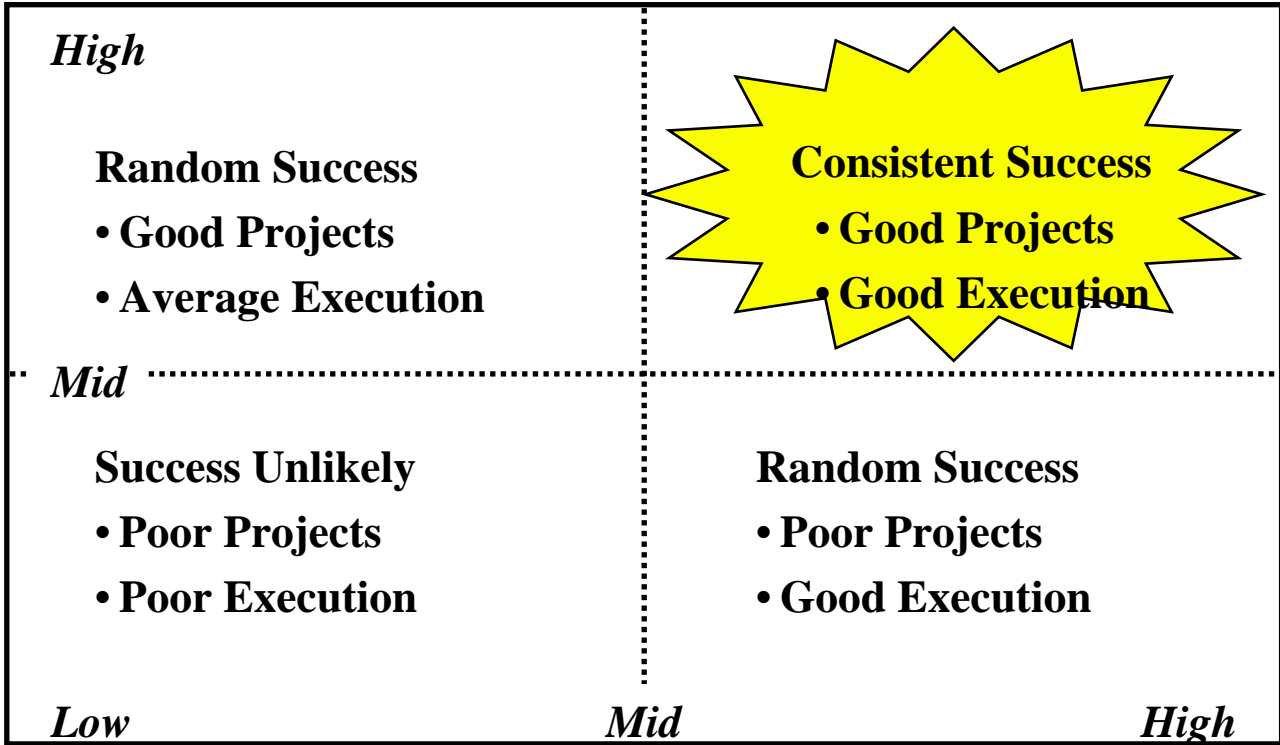 High
Random Success
• Good Projects
• Average Execution
Consistent Success
• Good Projects
• Good Execution
Mid
Success Unlikely
• Poor Projects
• Poor Execution
Random Success
• Poor Projects
• Good Execution
Low
Mid
High